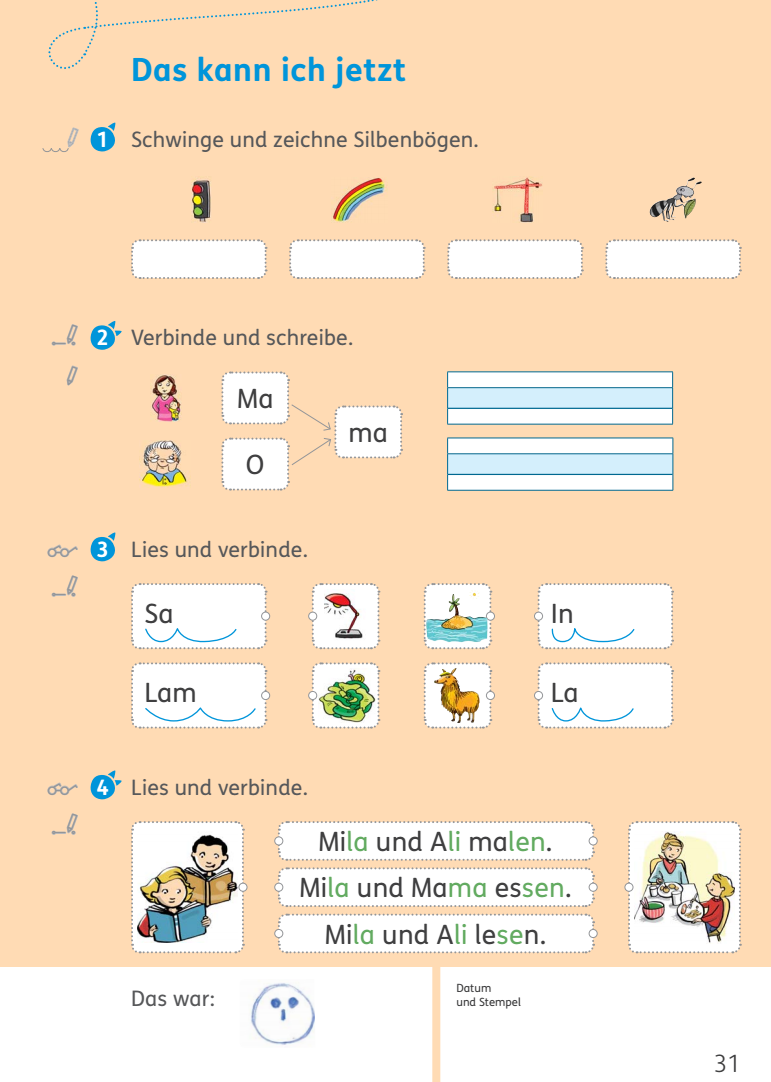 Das kann ich jetzt
1 Schwinge und zeichne Silbenbögen.
2 Verbinde und schreibe.
Ma
ma
O
3 Lies und verbinde.
Sa
In
Lam
La
4 Lies und verbinde.
Mila und Ali malen.
Mila und Mama essen.
Mila und Ali lesen.
Das war:
Datum
und Stempel
31